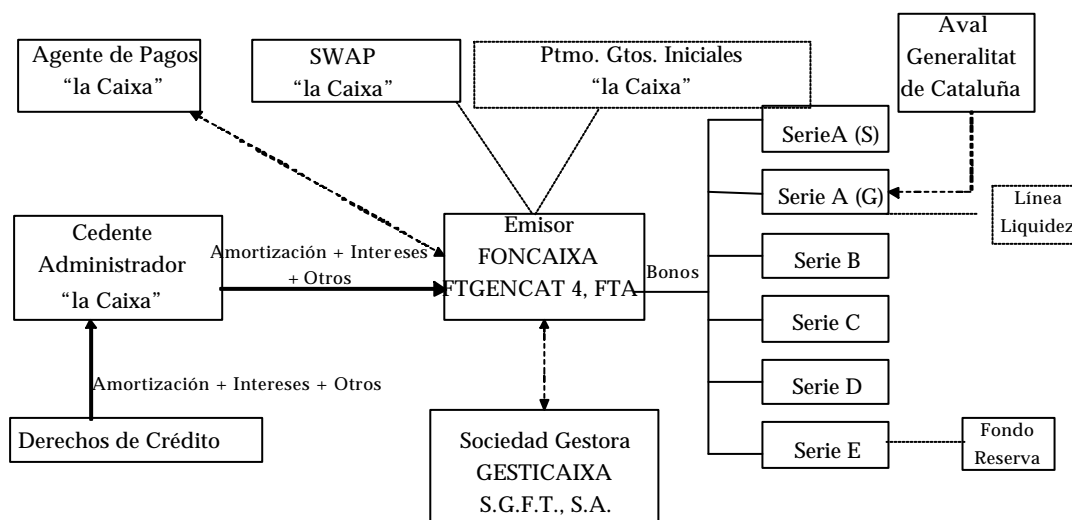 Agente de Pagos
“la Caixa”
SWAP
“la Caixa”
Ptmo. Gtos. Iniciales
“la Caixa”
Aval
Generalitat
de Cataluña
SerieA (S)
Serie A (G)
Línea
Liquidez
Cedente
Administrador
“la Caixa”
Amortización + Intereses
+ Otros
Emisor
FONCAIXA
FTGENCAT 4, FTA
Bonos
Serie B
Serie C
Serie D
Serie E
Amortización + Intereses + Otros
Derechos de Crédito
Sociedad Gestora
GESTICAIXA
S.G.F.T., S.A.
Fondo
Reserva